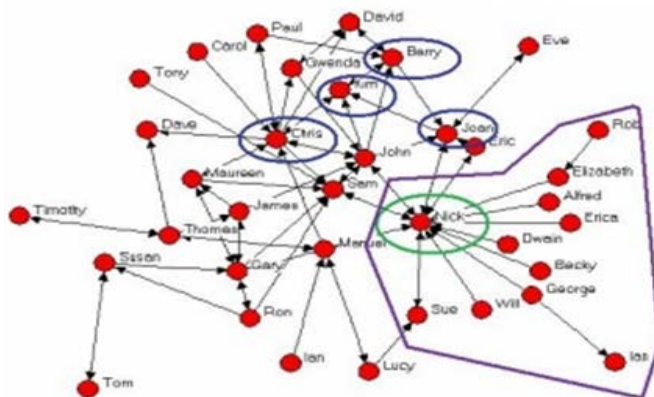 David
Paul
Barry
Carol
Eve
Gwenda
Tony
Kim
Rob
Dave
Chris
Joan
Eric
John
Maureen
Elizabeth
Sam
Alfred
James
Nick
Erica
Timothy
Thomas
Manuel
Dwain
Susan
Gary
Becky
George
Ron
Sue
Will
Ian
Lucy
Ian
Tom